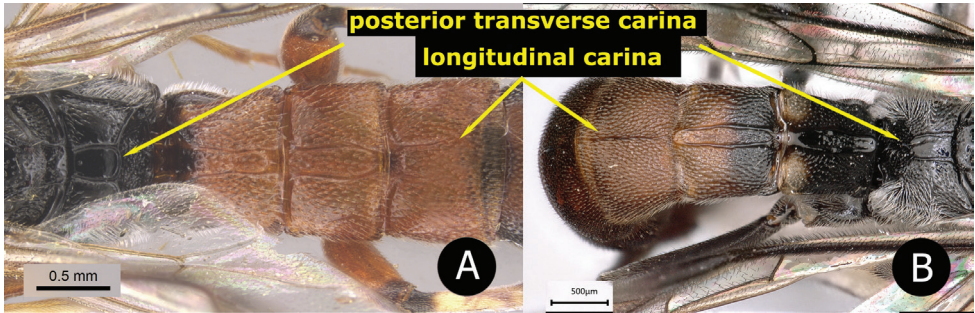 posterior transverse carina
longitudinal carina
A
B
0.5 mm
500µm